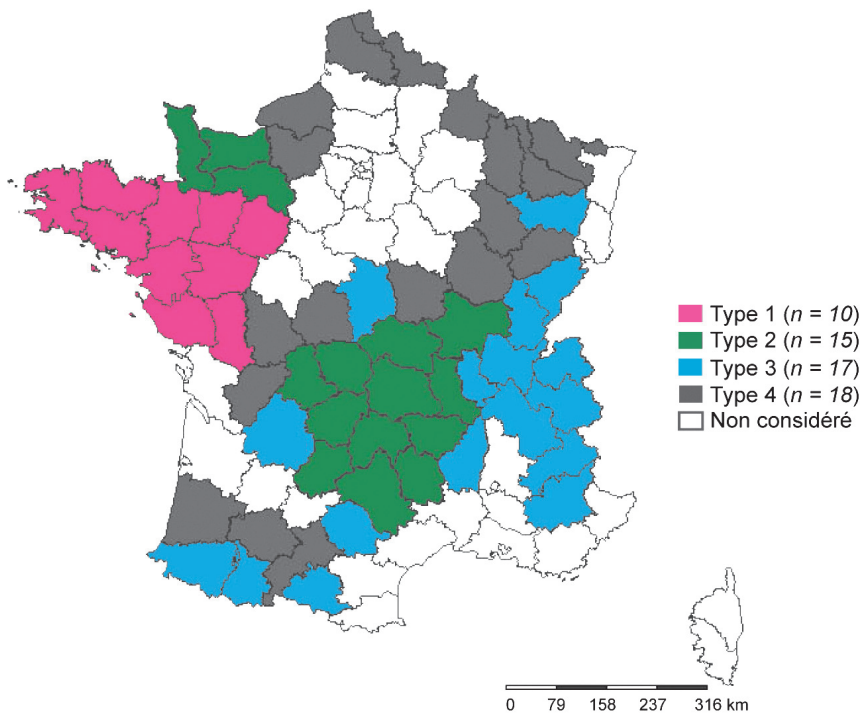 Type 1 (n = 10)
Type 2 (n = 15)
Type 3 (n = 17)
Type 4 (n = 18)
Non considéré
0 79 158 237 316 km